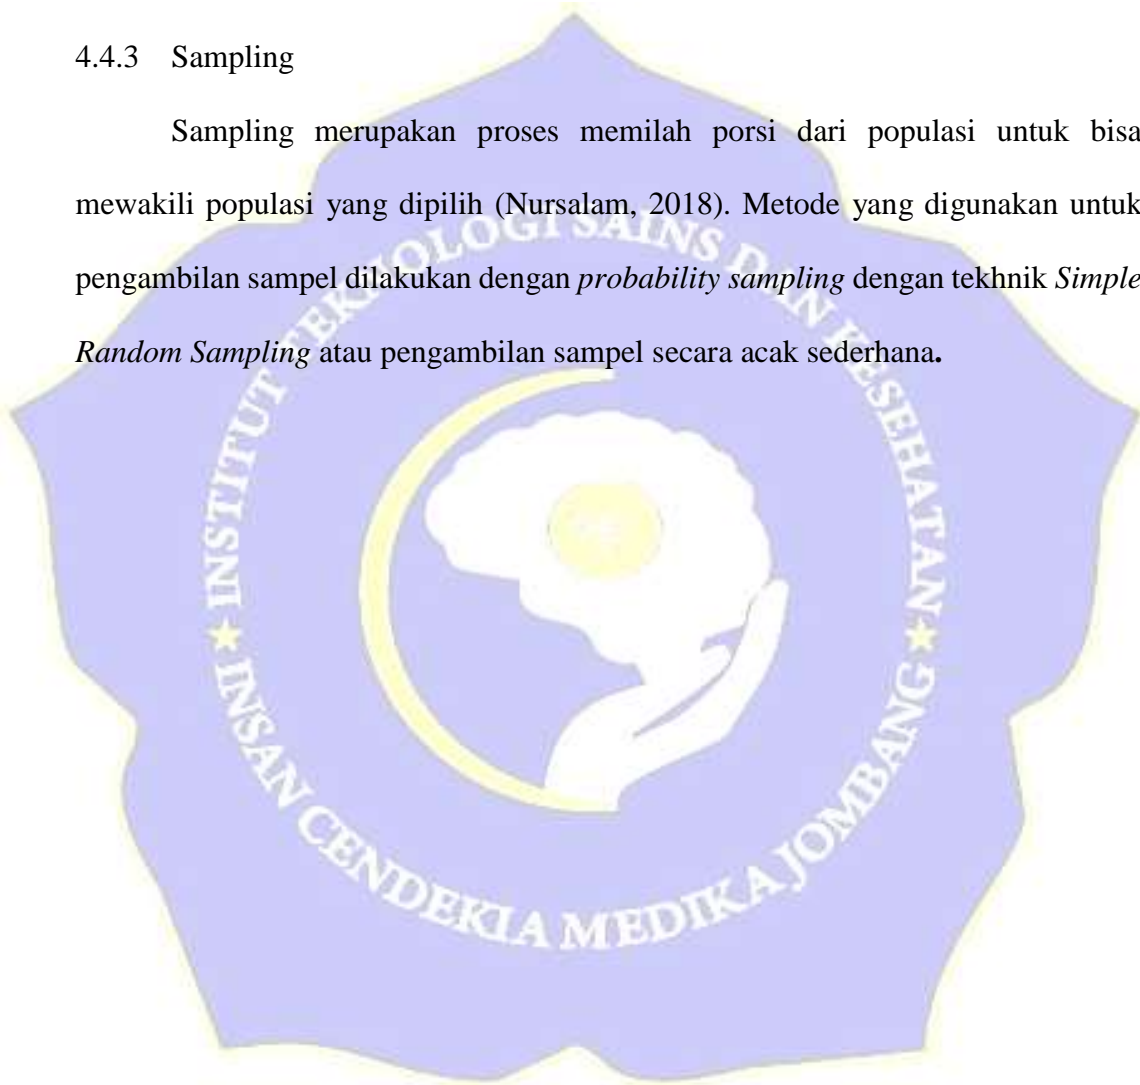 4.4.3 Sampling
Sampling merupakan proses memilah porsi dari populasi untuk bisa
mewakili populasi yang dipilih (Nursalam, 2018). Metode yang digunakan untuk
pengambilan sampel dilakukan dengan probability sampling dengan tekhnik Simple
Random Sampling atau pengambilan sampel secara acak sederhana.
INSTITUT TEKNOLOGI SAINS DAN KESEHATAN
INSAN CENDEKIA MEDIKA JOMBANG